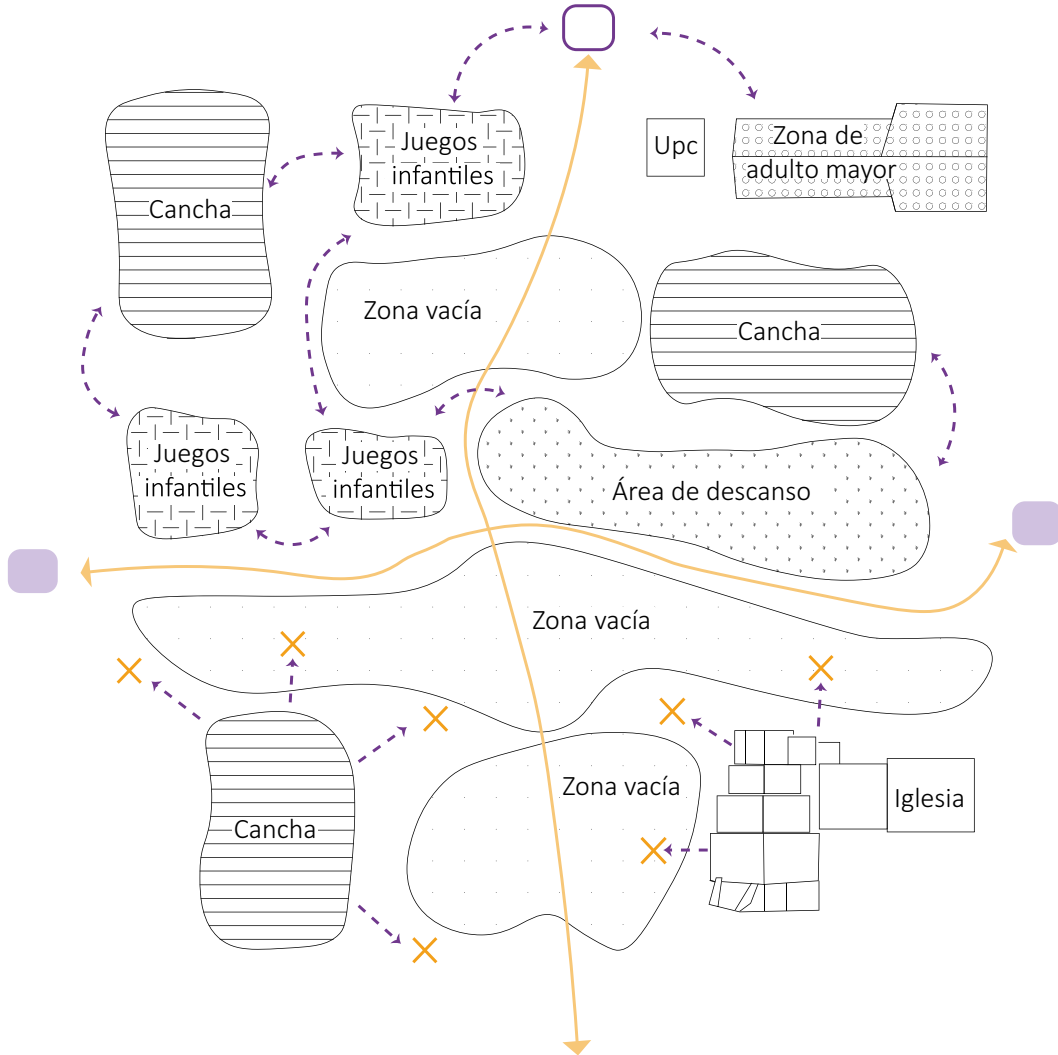 Juegos
infantiles
Upc
Zona de
adulto mayor
Cancha
Zona vacía
Cancha
Juegos
infantiles
Juegos
infantiles
Área de descanso
Zona vacía
Zona vacía
Iglesia
Cancha